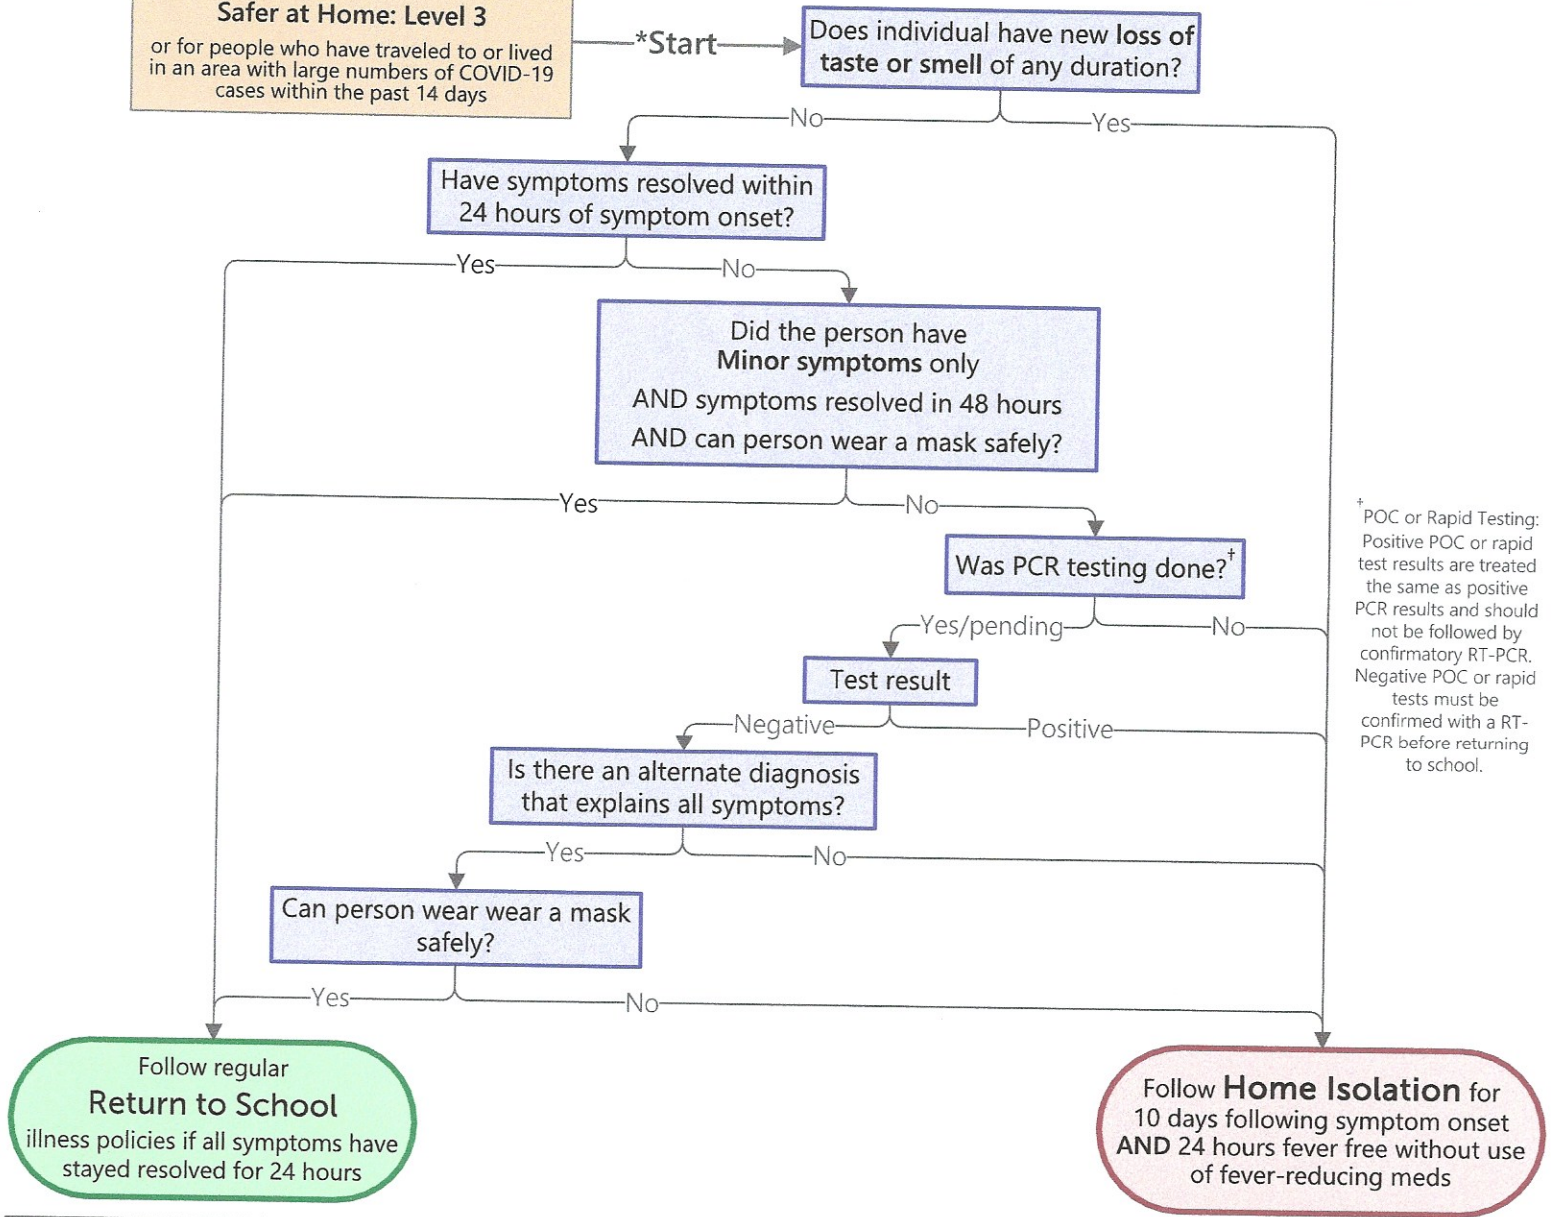 Safer at Home: Level 3
or for people who have traveled to or lived
in an area with large numbers of COVID-19
cases within the past 14 days
*Start
Does individual have new loss of
taste or smell of any duration?
No
Yes
Have symptoms resolved within
24 hours of symptom onset?
Yes
No
Did the person have
Minor symptoms only
AND symptoms resolved in 48 hours
AND can person wear a mask safely?
Yes
No
Was PCR testing done?†
Yes/pending
No
†POC or Rapid Testing:
Positive POC or rapid
test results are treated
the same as positive
PCR results and should
not be followed by
confirmatory RT-PCR.
Negative POC or rapid
tests must be
confirmed with a RT-
PCR before returning
to school.
Test result
Negative
Positive
Is there an alternate diagnosis
that explains all symptoms?
Yes
No
Can person wear wear a mask
safely?
Yes
No
Follow regular
Return to School
illness policies if all symptoms have
stayed resolved for 24 hours
Follow Home Isolation for
10 days following symptom onset
AND 24 hours fever free without use
of fever-reducing meds